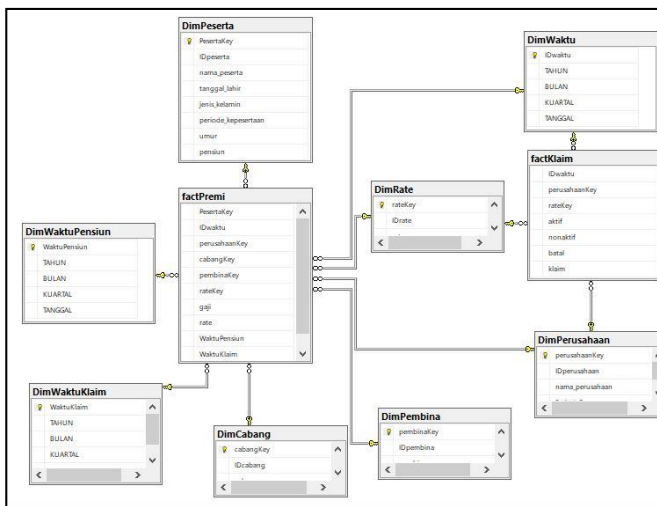 DimPeserta
PesertaKey
IDpeserta
nama_peserta
tanggal_lahir
jenis_kelamin
periode_kepesertaan
umur
pensiun
DimWaktu
IDwaktu
TAHUN
BULAN
KUARTAL
TANGGAL
factPremi
PesertaKey
IDwaktu
perusahaanKey
cabangKey
pembinaKey
rateKey
gaji
rate
WaktuPensiun
WaktuKlaim
DimRate
rateKey
IDrate
factKlaim
IDwaktu
perusahaanKey
rateKey
aktif
nonaktif
batal
klaim
DimWaktuPensiun
WaktuPensiun
TAHUN
BULAN
KUARTAL
TANGGAL
DimPerusahaan
perusahaanKey
IDperusahaan
nama_perusahaan
DimWaktuKlaim
WaktuKlaim
TAHUN
BULAN
KUARTAL
DimCabang
cabangKey
IDcabang
DimPembina
pembinaKey
IDpembina